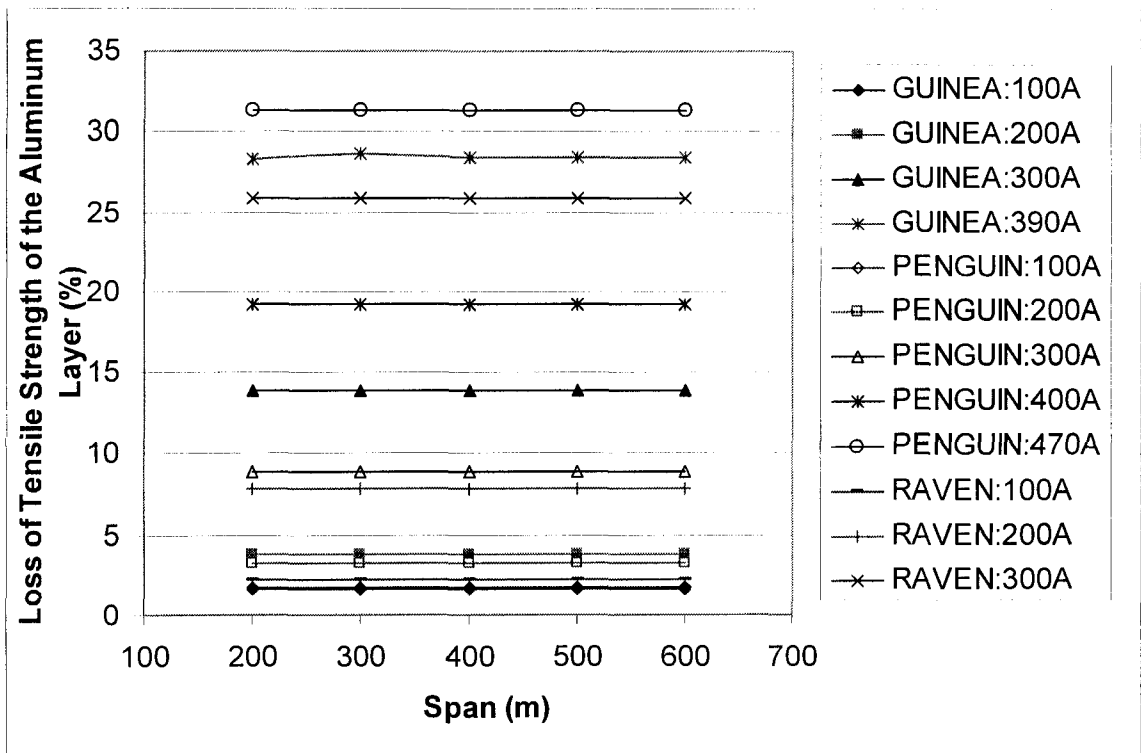 Loss of Tensile Strength of the Aluminum
Layer (%)
35
30
25
20
15
10
5
0
100 200 300 400 500 600 700
Span (m)
GUINEA:100A
GUINEA:200A
GUINEA:300A
GUINEA:390A
PENGUIN:100A
PENGUIN:200A
PENGUIN:300A
PENGUIN:400A
PENGUIN:470A
RAVEN:100A
RAVEN:200A
RAVEN:300A